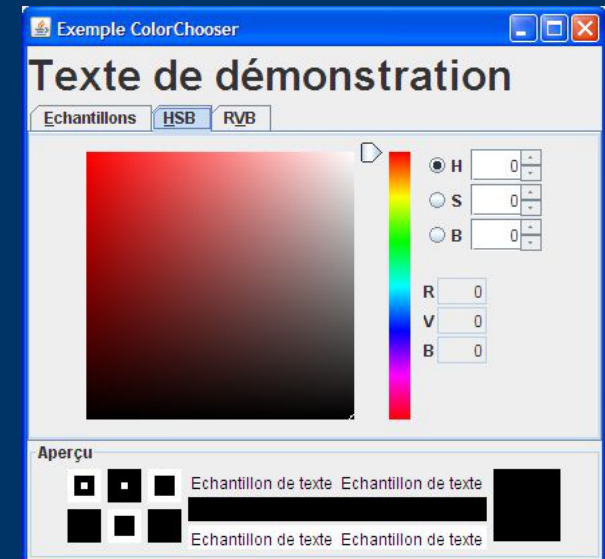 Exemple ColorChooser
Texte de démonstration
Echantillons HSB RVB
H 0
S 0
B 0
R 0
V 0
B 0
Aperçu
Echantillon de texte Echantillon de texte
Echantillon de texte Echantillon de texte